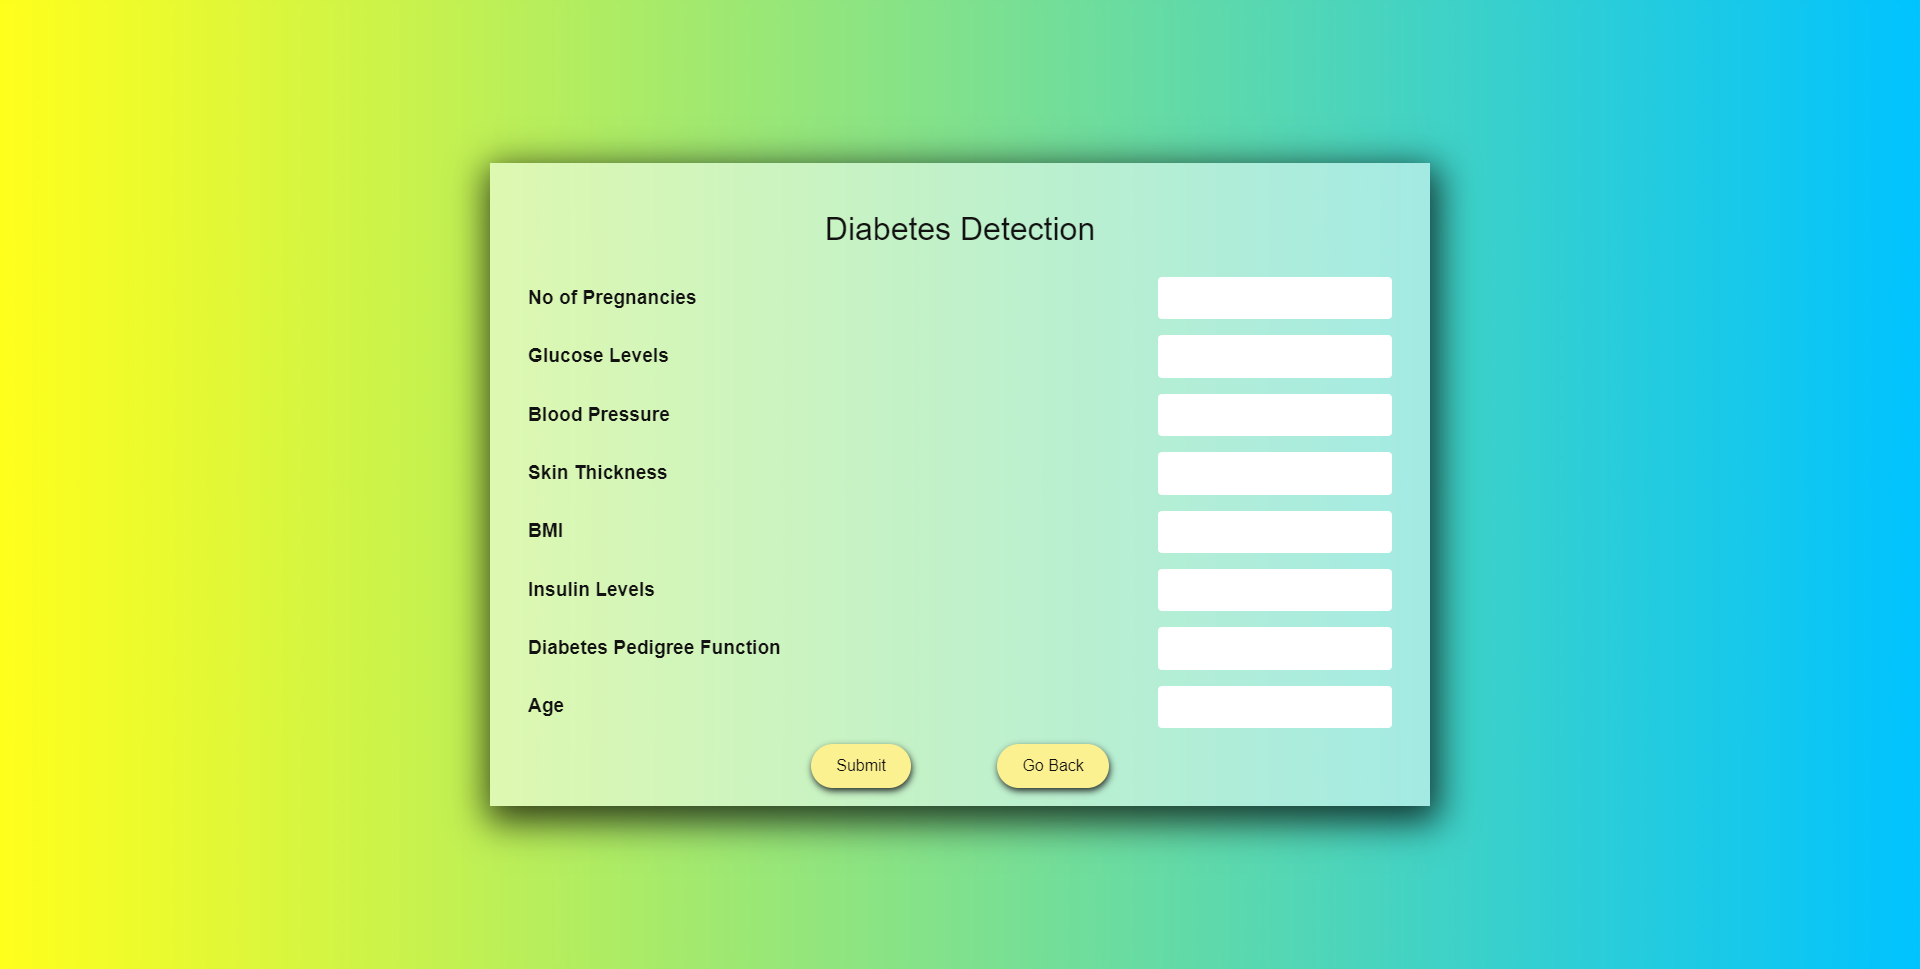 Diabetes Detection
No of Pregnancies
Glucose Levels
Blood Pressure
Skin Thickness
BMI
Insulin Levels
Diabetes Pedigree Function
Age
Submit Go Back